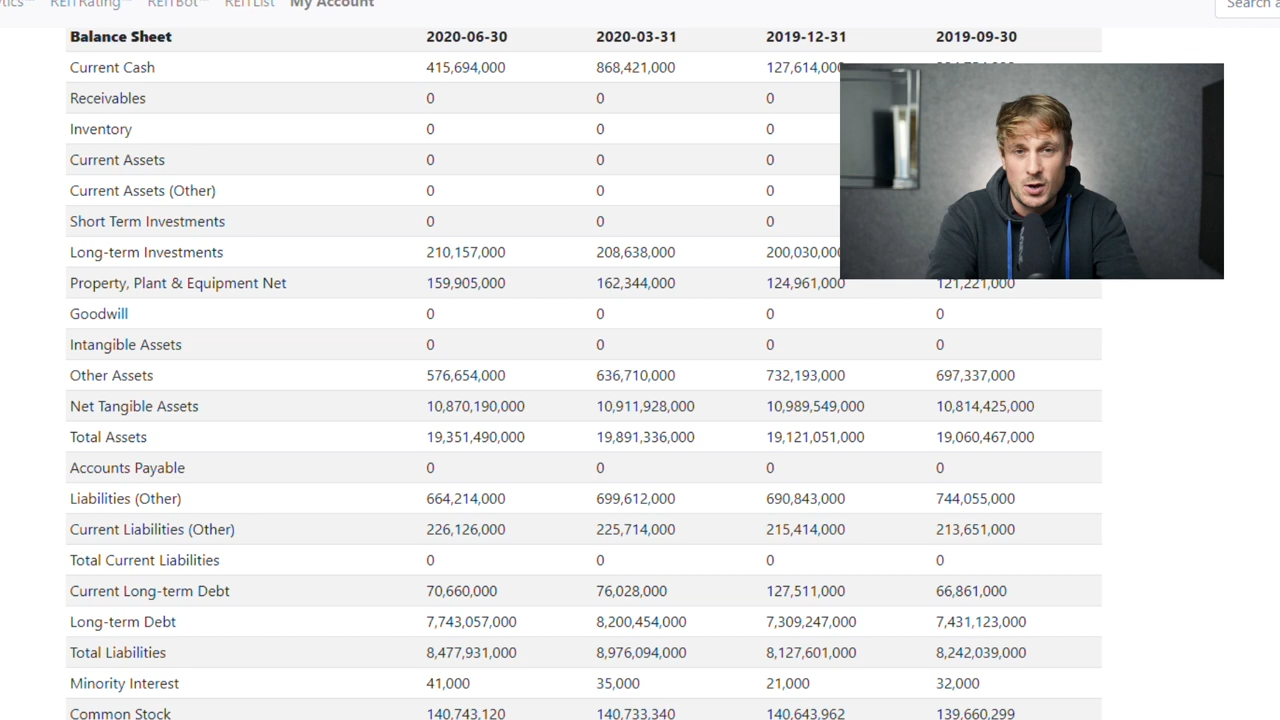 REITRating™ REITBot™ REITList My Account
Search a
Balance Sheet 2020-06-30 2020-03-31 2019-12-31 2019-09-30
Current Cash 415,694,000 868,421,000 127,614,000
Receivables 0 0 0
Inventory 0 0 0
Current Assets 0 0 0
Current Assets (Other) 0 0 0
Short Term Investments 0 0 0
Long-term Investments 210,157,000 208,638,000 200,030,000
Property, Plant & Equipment Net 159,905,000 162,344,000 124,961,000 121,221,000
Goodwill 0 0 0 0
Intangible Assets 0 0 0 0
Other Assets 576,654,000 636,710,000 732,193,000 697,337,000
Net Tangible Assets 10,870,190,000 10,911,928,000 10,989,549,000 10,814,425,000
Total Assets 19,351,490,000 19,891,336,000 19,121,051,000 19,060,467,000
Accounts Payable 0 0 0 0
Liabilities (Other) 664,214,000 699,612,000 690,843,000 744,055,000
Current Liabilities (Other) 226,126,000 225,714,000 215,414,000 213,651,000
Total Current Liabilities 0 0 0 0
Current Long-term Debt 70,660,000 76,028,000 127,511,000 66,861,000
Long-term Debt 7,743,057,000 8,200,454,000 7,309,247,000 7,431,123,000
Total Liabilities 8,477,931,000 8,976,094,000 8,127,601,000 8,242,039,000
Minority Interest 41,000 35,000 21,000 32,000
Common Stock 140,743,120 140,733,340 140,643,962 139,660,299